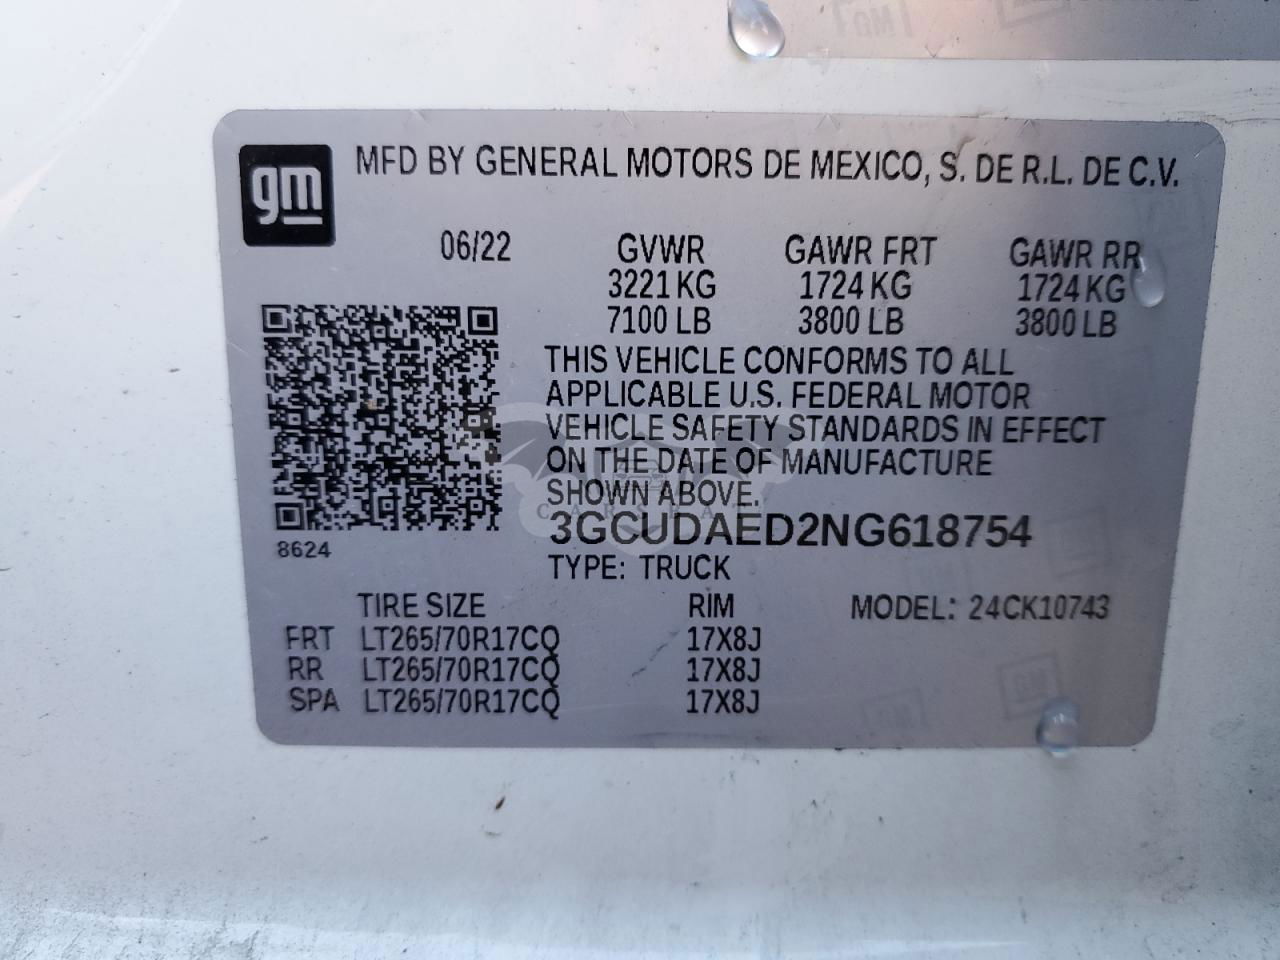 gm
MFD BY GENERAL MOTORS DE MEXICO, S. DE R.L. DE C.V.
06/22 GVWR GAWR FRT GAWR RR
3221 KG 1724 KG 1724 KG
7100 LB 3800 LB 3800 LB
THIS VEHICLE CONFORMS TO ALL
APPLICABLE U.S. FEDERAL MOTOR
VEHICLE SAFETY STANDARDS IN EFFECT
ON THE DATE OF MANUFACTURE
SHOWN ABOVE.
3GCUDAED2NG618754
8624
TYPE: TRUCK
TIRE SIZE RIM MODEL: 24CK10743
FRT LT265/70R17CQ 17X8J
RR LT265/70R17CQ 17X8J
SPA LT265/70R17CQ 17X8J